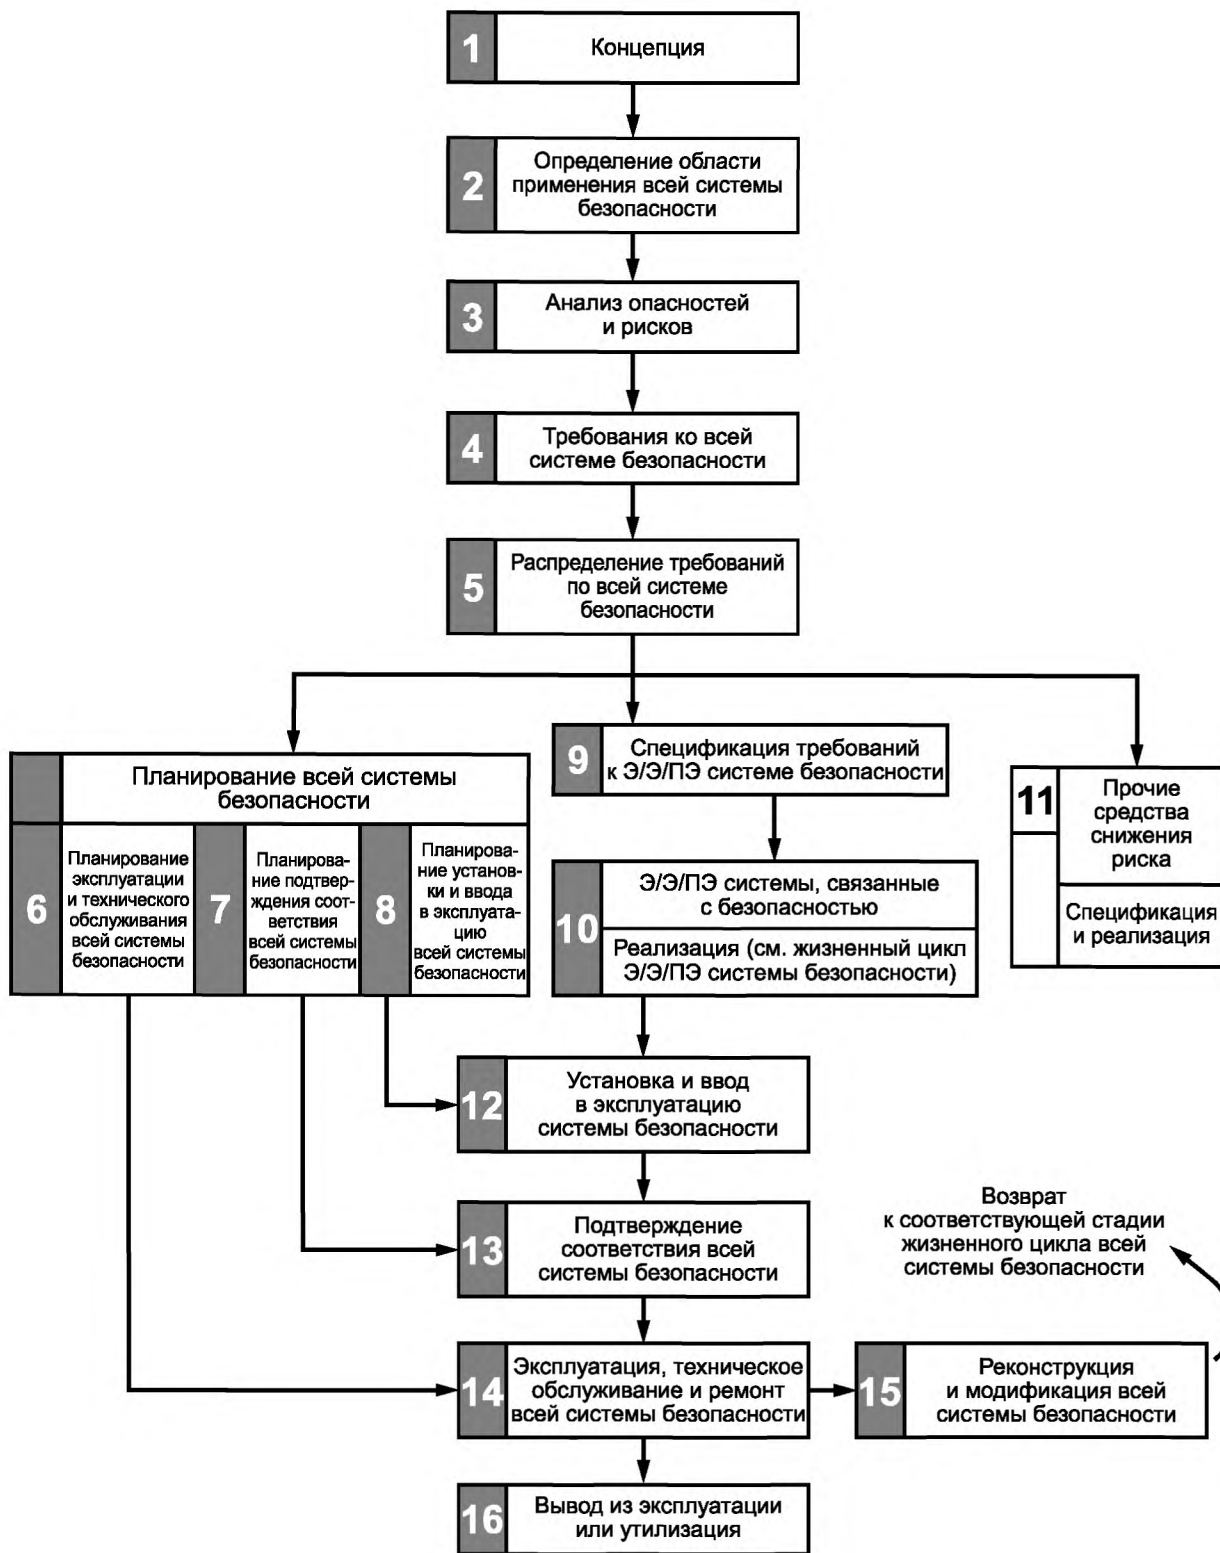 1
Концепция
2
Определение области
применения всей системы
безопасности
3
Анализ опасностей
и рисков
4
Требования ко всей
системе безопасности
5
Распределение требований
по всей системе
безопасности
Планирование всей системы
безопасности
6
Планирование
эксплуатации
и технического
обслуживания
всей системы
безопасности
7
Планирова-
ние подтвер-
ждения соот-
ветствия
всей системы
безопасности
8
Планирова-
ние установ-
ки и ввода
в эксплуата-
цию
всей системы
безопасности
9
Спецификация требований
к Э/Э/ПЭ системе безопасности
10
Э/Э/ПЭ системы, связанные
с безопасностью
Реализация (см. жизненный цикл
Э/Э/ПЭ системы безопасности)
11
Прочие
средства
снижения
риска
Спецификация
и реализация
12
Установка и ввод
в эксплуатацию
системы безопасности
13
Подтверждение
соответствия всей
системы безопасности
Возврат
к соответствующей стадии
жизненного цикла всей
системы безопасности
14
Эксплуатация, техническое
обслуживание и ремонт
всей системы безопасности
15
Реконструкция
и модификация всей
системы безопасности
16
Вывод из эксплуатации
или утилизация